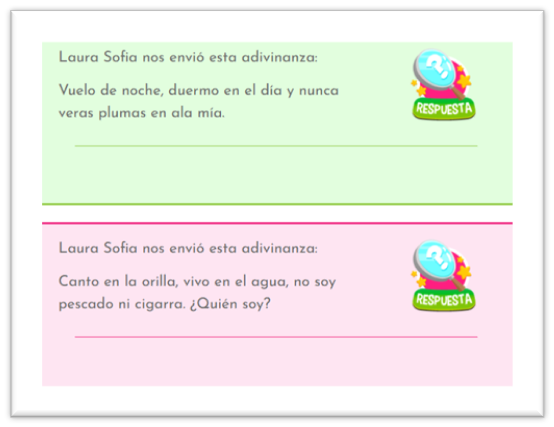 Laura Sofia nos envió esta adivinanza:
Vuelo de noche, duermo en el día y nunca
veras plumas en ala mía.
RESPUESTA
Laura Sofia nos envió esta adivinanza:
Canto en la orilla, vivo en el agua, no soy
pescado ni cigarra. ¿Quién soy?
RESPUESTA